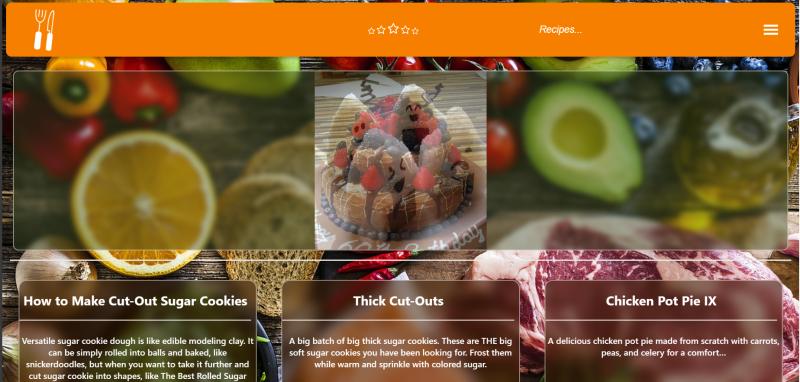 Recipes...
Birthday
How to Make Cut-Out Sugar Cookies
Thick Cut-Outs
Chicken Pot Pie IX
Versatile sugar cookie dough is like edible modeling clay. It
can be simply rolled into balls and baked, like
snickerdoodles, but when you want to take it further and
cut sugar cookie into shapes, like The Best Rolled Sugar
A big batch of big thick sugar cookies. These are THE big
soft sugar cookies you have been looking for. Frost them
while warm and sprinkle with colored sugar.
A delicious chicken pot pie made from scratch with carrots,
peas, and celery for a comfort...